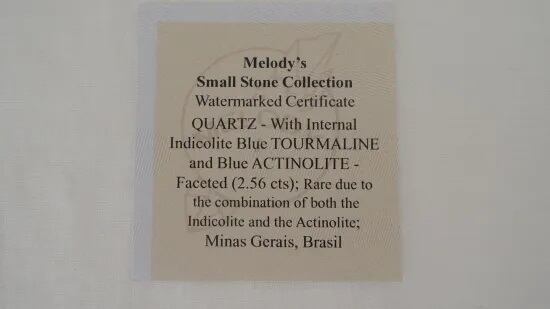 Melody's
Small Stone Collection
Watermarked Certificate
QUARTZ - With Internal
Indicolite Blue TOURMALINE
and Blue ACTINOLITE -
Faceted (2.56 cts); Rare due to
the combination of both the
Indicolite and the Actinolite;
Minas Gerais, Brasil